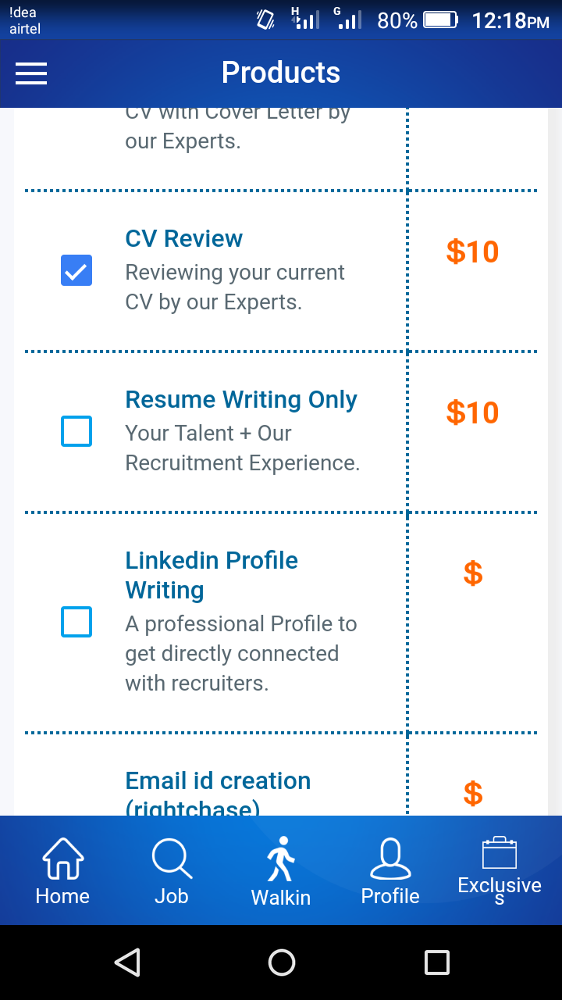 !dea
airtel
H
G
80%
12:18PM
Products
CV with Cover Letter by
our Experts.
CV Review
$10
Reviewing your current
CV by our Experts.
Resume Writing Only
$10
Your Talent + Our
Recruitment Experience.
Linkedin Profile
Writing
$
A professional Profile to
get directly connected
with recruiters.
Email id creation
(rightchase)
$
Home
Job
Walkin
Profile
Exclusive
s